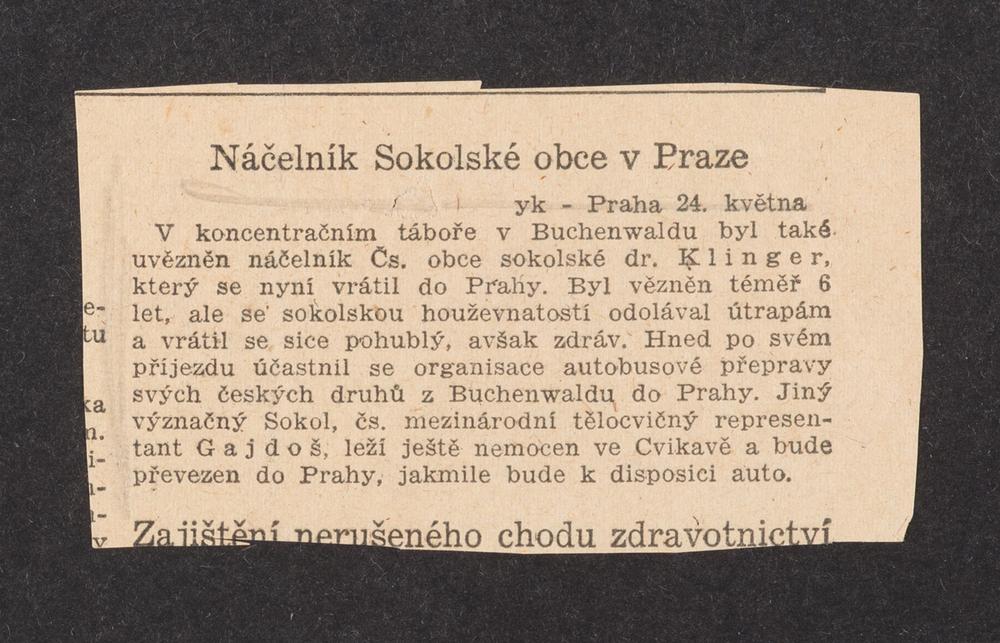 Náčelník Sokolské obce v Praze
yk - Praha 24. května
V koncentračním táboře v Buchenwaldu byl také
uvězněn náčelník Čs. obce sokolské dr. Klinger,
který se nyní vrátil do Prahy. Byl vězněn téměř 6
let, ale se sokolskou houževnatostí odolával útrapám
a vrátil se sice pohublý, avšak zdráv. Hned po svém
příjezdu účastnil se organisace autobusové přepravy
svých českých druhů z Buchenwaldu do Prahy. Jiný
význačný Sokol, čs. mezinárodní tělocvičný represen-
tant Gajdoš, leží ještě nemocen ve Cvikavě a bude
převezen do Prahy, jakmile bude k disposici auto.
Zajištění nerušeného chodu zdravotnictví